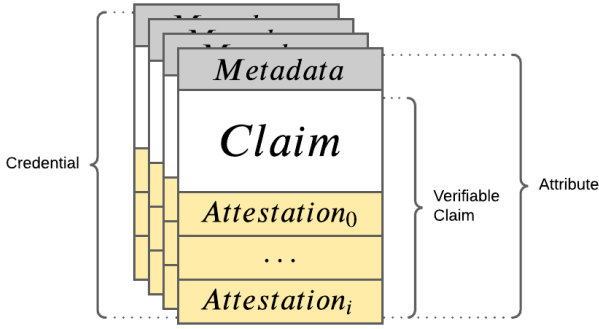 Metadata
Claim
Credential
Verifiable
Claim
Attribute
Attestation₀
...
Attestationᵢ